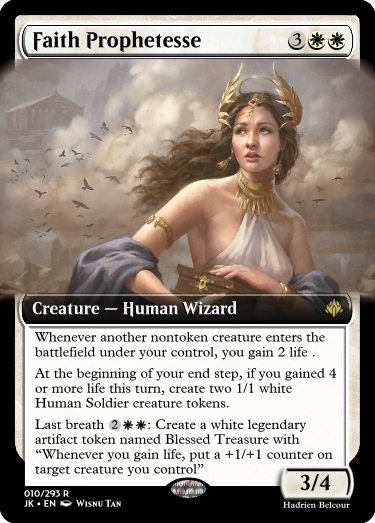 Faith Prophetesse 3
Creature — Human Wizard
Whenever another nontoken creature enters the
battlefield under your control, you gain 2 life .
At the beginning of your end step, if you gained 4
or more life this turn, create two 1/1 white
Human Soldier creature tokens.
Last breath 2 : Create a white legendary
artifact token named Blessed Treasure with
“Whenever you gain life, put a +1/+1 counter on
target creature you control”
3/4
010/293 R
JK • EN Wisnu Tan
Hadrien Belcour